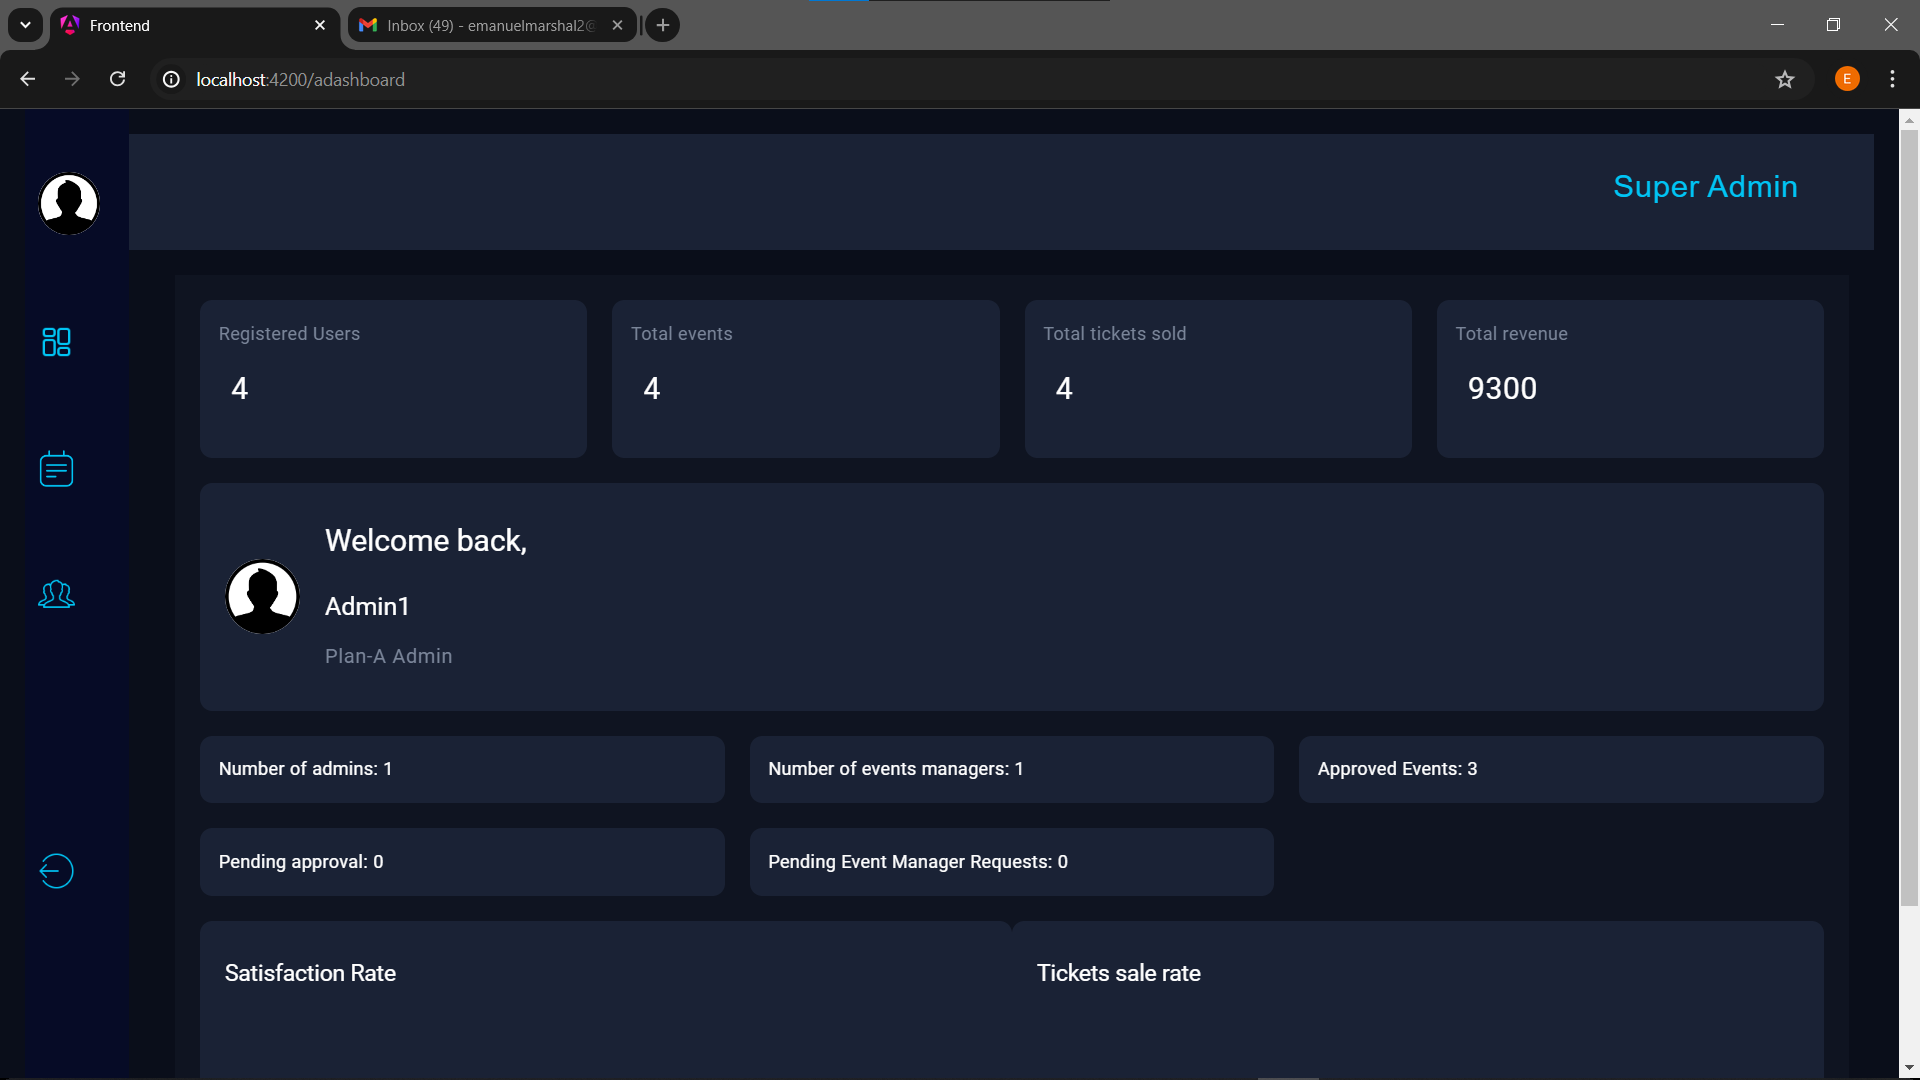 Frontend
Inbox (49) - emanuelmarshal2@
localhost:4200/adashboard
E
Super Admin
Registered Users
Total events
Total tickets sold
Total revenue
4
4
4
9300
Welcome back,
Admin1
Plan-A Admin
Number of admins: 1
Number of events managers: 1
Approved Events: 3
Pending approval: 0
Pending Event Manager Requests: 0
Satisfaction Rate
Tickets sale rate